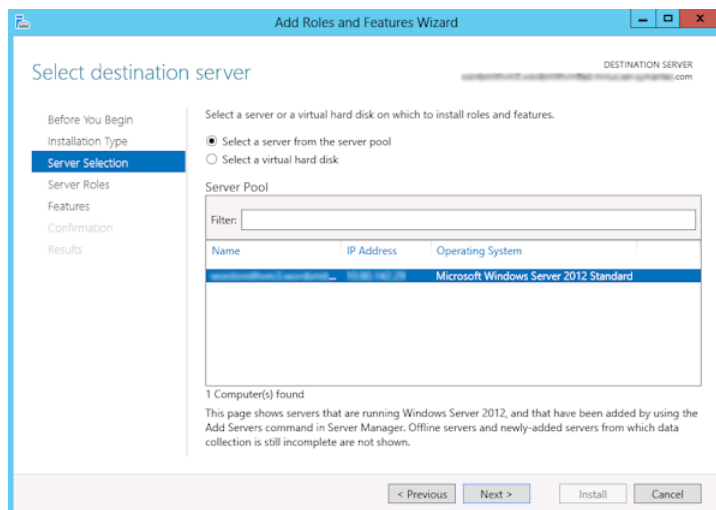 Add Roles and Features Wizard
Select destination server
DESTINATION SERVER
.com
Before You Begin
Installation Type
Server Selection
Server Roles
Features
Confirmation
Results
Select a server or a virtual hard disk on which to install roles and features.
Select a server from the server pool
Select a virtual hard disk
Server Pool
Filter:
Name IP Address Operating System
... Microsoft Windows Server 2012 Standard
1 Computer(s) found
This page shows servers that are running Windows Server 2012, and that have been added by using the
Add Servers command in Server Manager. Offline servers and newly-added servers from which data
collection is still incomplete are not shown.
< Previous Next > Install Cancel